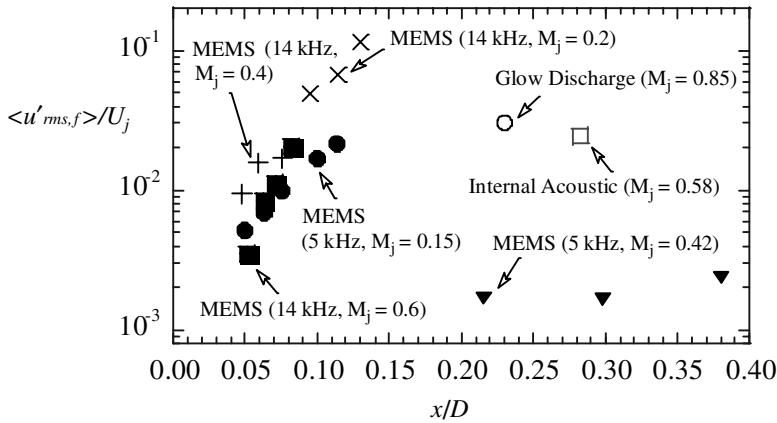 <u'rms,f>/Uj
10-1
10-2
10-3
MEMS (14 kHz,
Mj = 0.4)
MEMS (14 kHz, Mj = 0.2)
Glow Discharge (Mj = 0.85)
Internal Acoustic (Mj = 0.58)
MEMS
(5 kHz, Mj = 0.15)
MEMS (5 kHz, Mj = 0.42)
MEMS (14 kHz, Mj = 0.6)
0.00 0.05 0.10 0.15 0.20 0.25 0.30 0.35 0.40
x/D